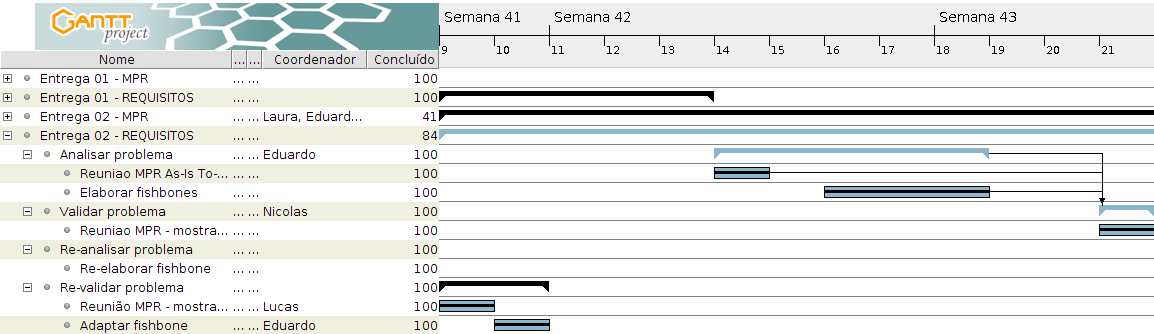 GANTT project
Semana 41 Semana 42 Semana 43
9 10 11 12 13 14 15 16 17 18 19 20 21
Nome ... ... Coordenador Concluído
Entrega 01 - MPR ... ... 100
Entrega 01 - REQUISITOS ... ... 100
Entrega 02 - MPR ... ... Laura, Eduard... 41
Entrega 02 - REQUISITOS ... ... 84
Analisar problema ... ... Eduardo 100
Reuniao MPR As-Is To-... ... ... 100
Elaborar fishbones ... ... 100
Validar problema ... ... Nicolas 100
Reuniao MPR - mostra... ... ... 100
Re-analisar problema ... ... 100
Re-elaborar fishbone ... ... 100
Re-validar problema ... ... 100
Reunião MPR - mostra... ... ... Lucas 100
Adaptar fishbone ... ... Eduardo 100